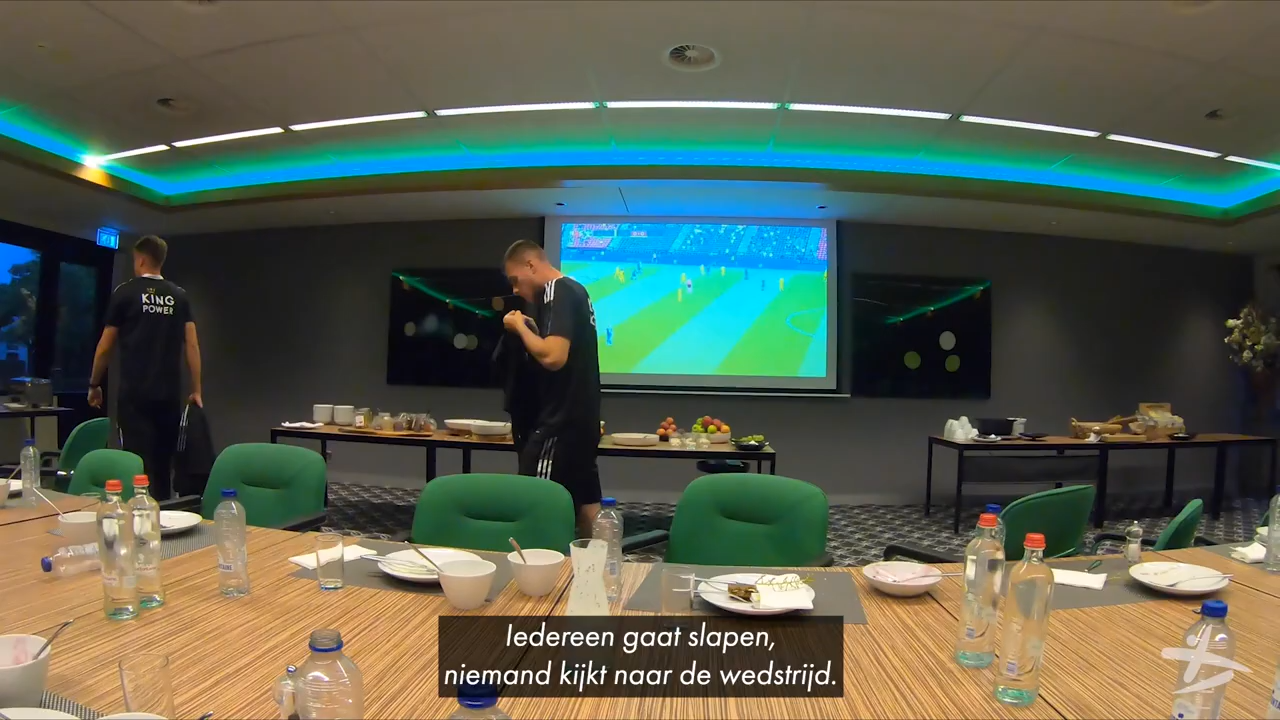 KING
POWER
Iedereen gaat slapen,
niemand kijkt naar de wedstrijd.